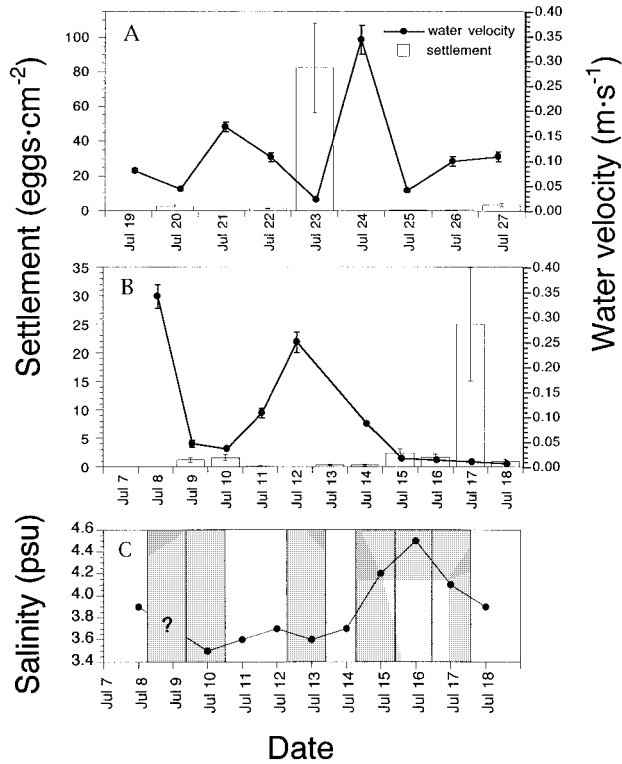 A
water velocity
settlement
Settlement (eggs·cm-2)
Water velocity (m·s-1)
100
80
60
40
20
0
0.40
0.35
0.30
0.25
0.20
0.15
0.10
0.05
0.00
Jul 19
Jul 20
Jul 21
Jul 22
Jul 23
Jul 24
Jul 25
Jul 26
Jul 27
B
35
30
25
20
15
10
5
0
0.40
0.35
0.30
0.25
0.20
0.15
0.10
0.05
0.00
Jul 7
Jul 8
Jul 9
Jul 10
Jul 11
Jul 12
Jul 13
Jul 14
Jul 15
Jul 16
Jul 17
Jul 18
C
Salinity (psu)
4.6
4.2
3.8
3.6
3.4
?
Jul 7
Jul 8
Jul 9
Jul 10
Jul 11
Jul 12
Jul 13
Jul 14
Jul 15
Jul 16
Jul 17
Jul 18
Date